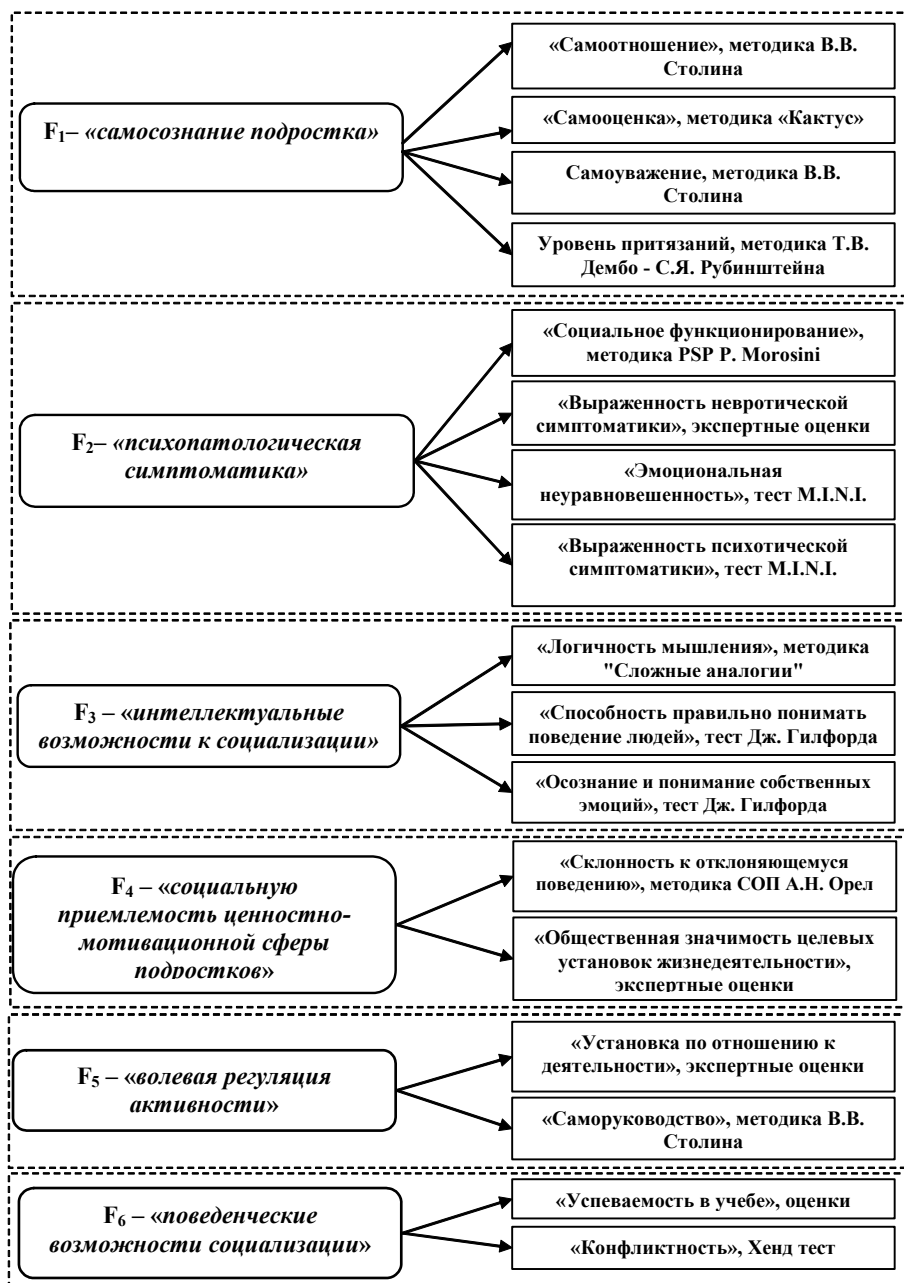 F₁– «самосознание подростка»
«Самоотношение», методика В.В.
Столина
«Самооценка», методика «Кактус»
Самоуважение, методика В.В.
Столина
Уровень притязаний, методика Т.В.
Дембо - С.Я. Рубинштейна
F₂– «психопатологическая
симптоматика»
«Социальное функционирование»,
методика PSP P. Morosini
«Выраженность невротической
симптоматики», экспертные оценки
«Эмоциональная
неуравновешенность», тест M.I.N.I.
«Выраженность психотической
симптоматики», тест M.I.N.I.
F₃ – «интеллектуальные
возможности к социализации»
«Логичность мышления», методика
"Сложные аналогии"
«Способность правильно понимать
поведение людей», тест Дж. Гилфорда
«Осознание и понимание собственных
эмоций», тест Дж. Гилфорда
F₄ – «социальную
приемлемость ценностно-
мотивационной сферы
подростков»
«Склонность к отклоняющемуся
поведению», методика СОП А.Н. Орел
«Общественная значимость целевых
установок жизнедеятельности»,
экспертные оценки
F₅ – «волевая регуляция
активности»
«Установка по отношению к
деятельности», экспертные оценки
«Саморуководство», методика В.В.
Столина
F₆ – «поведенческие
возможности социализации»
«Успеваемость в учебе», оценки
«Конфликтность», Хенд тест